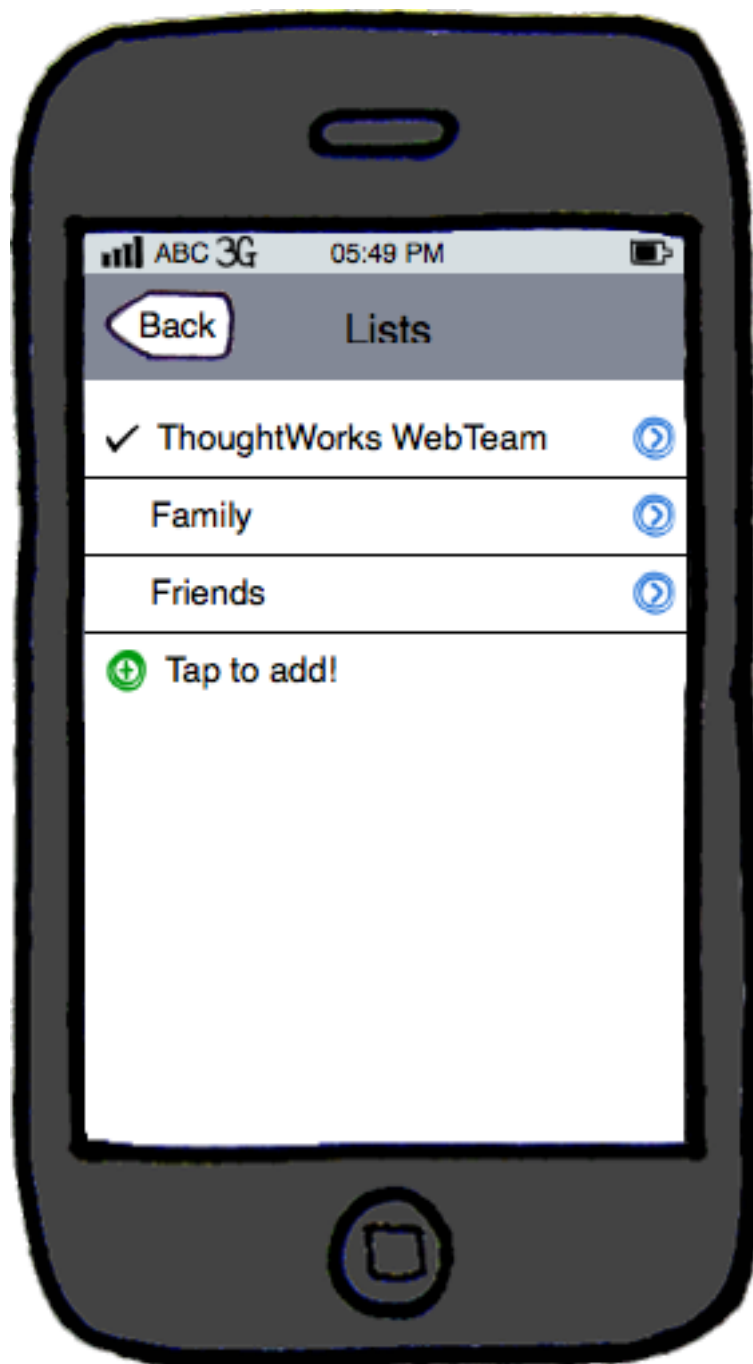 ABC 3G 05:49 PM
Back Lists
ThoughtWorks WebTeam
Family
Friends
Tap to add!